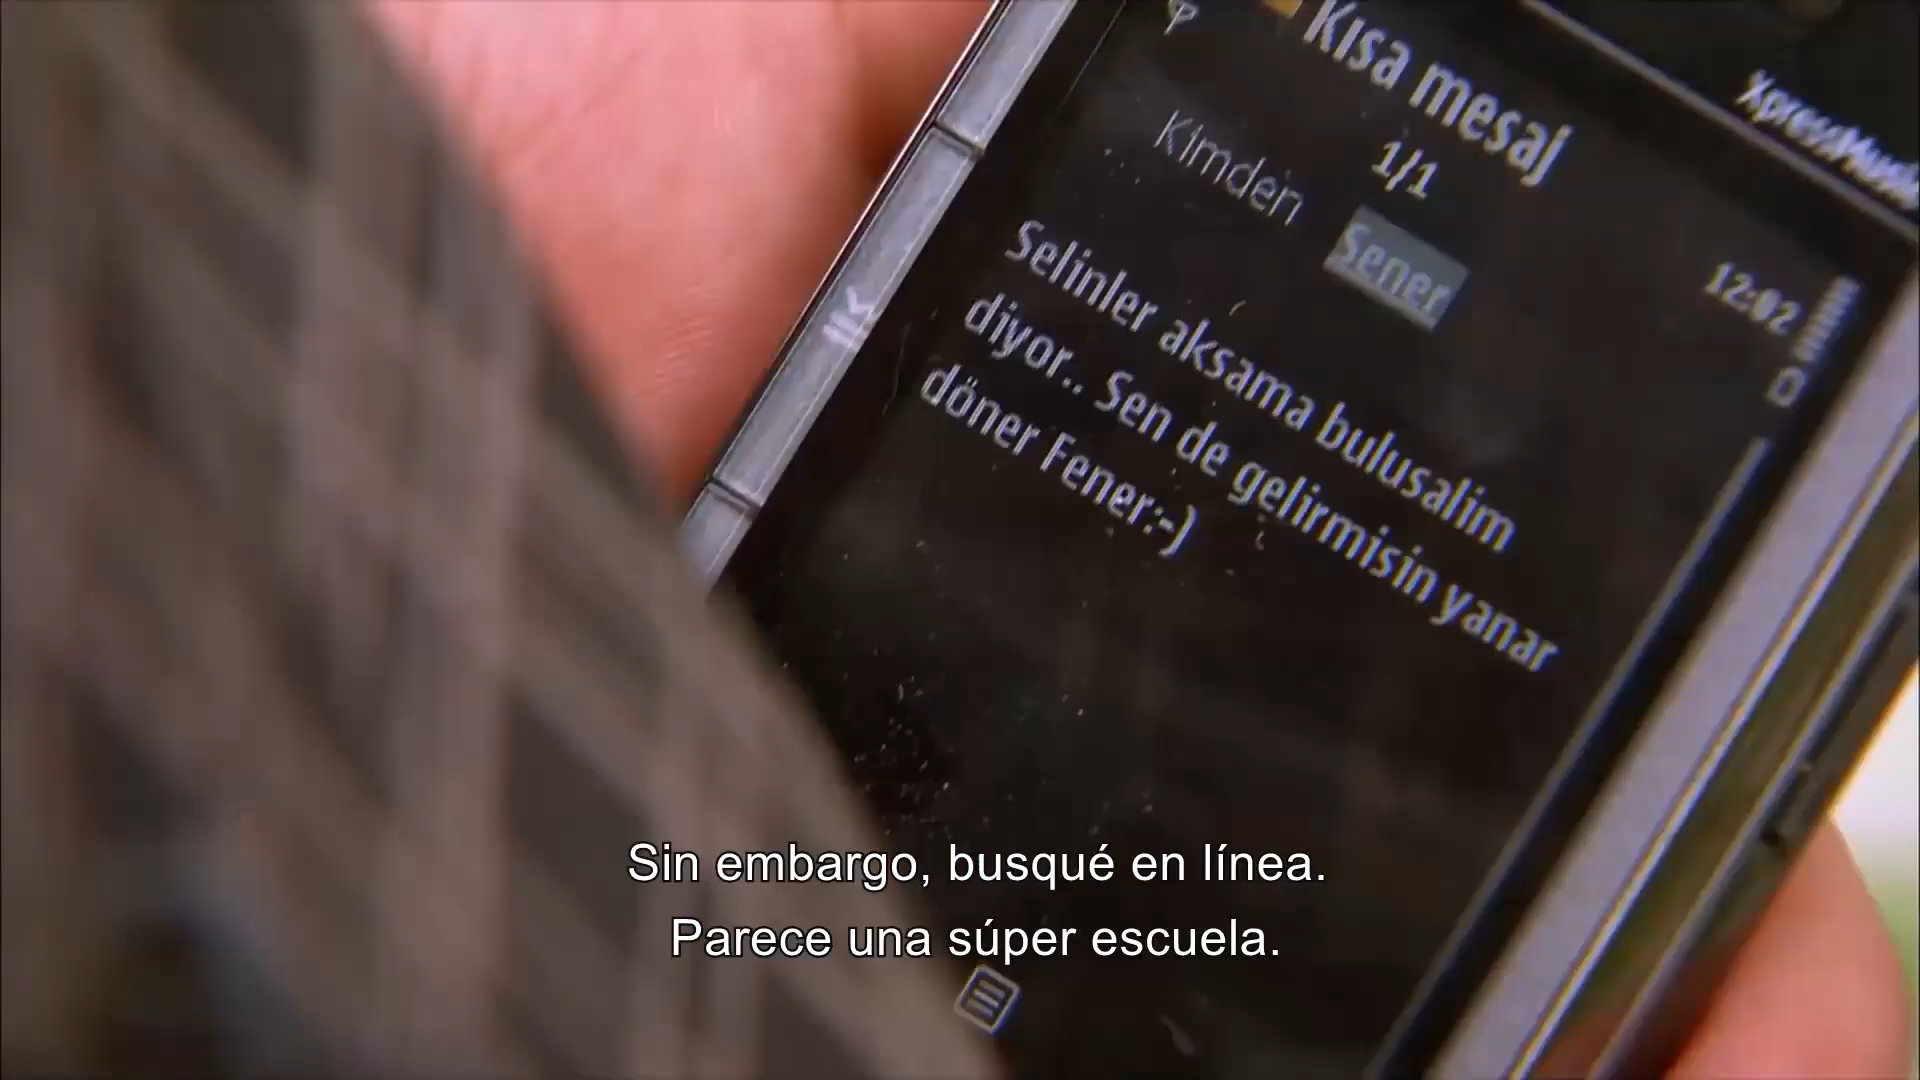 Kısa mesaj
XpressMusic
1/1
Kimden Sener
12:02
Selinler aksama bulusalim
diyor.. Sen de gelirmisin yanar
döner Fener:-)
Sin embargo, busqué en línea.
Parece una súper escuela.